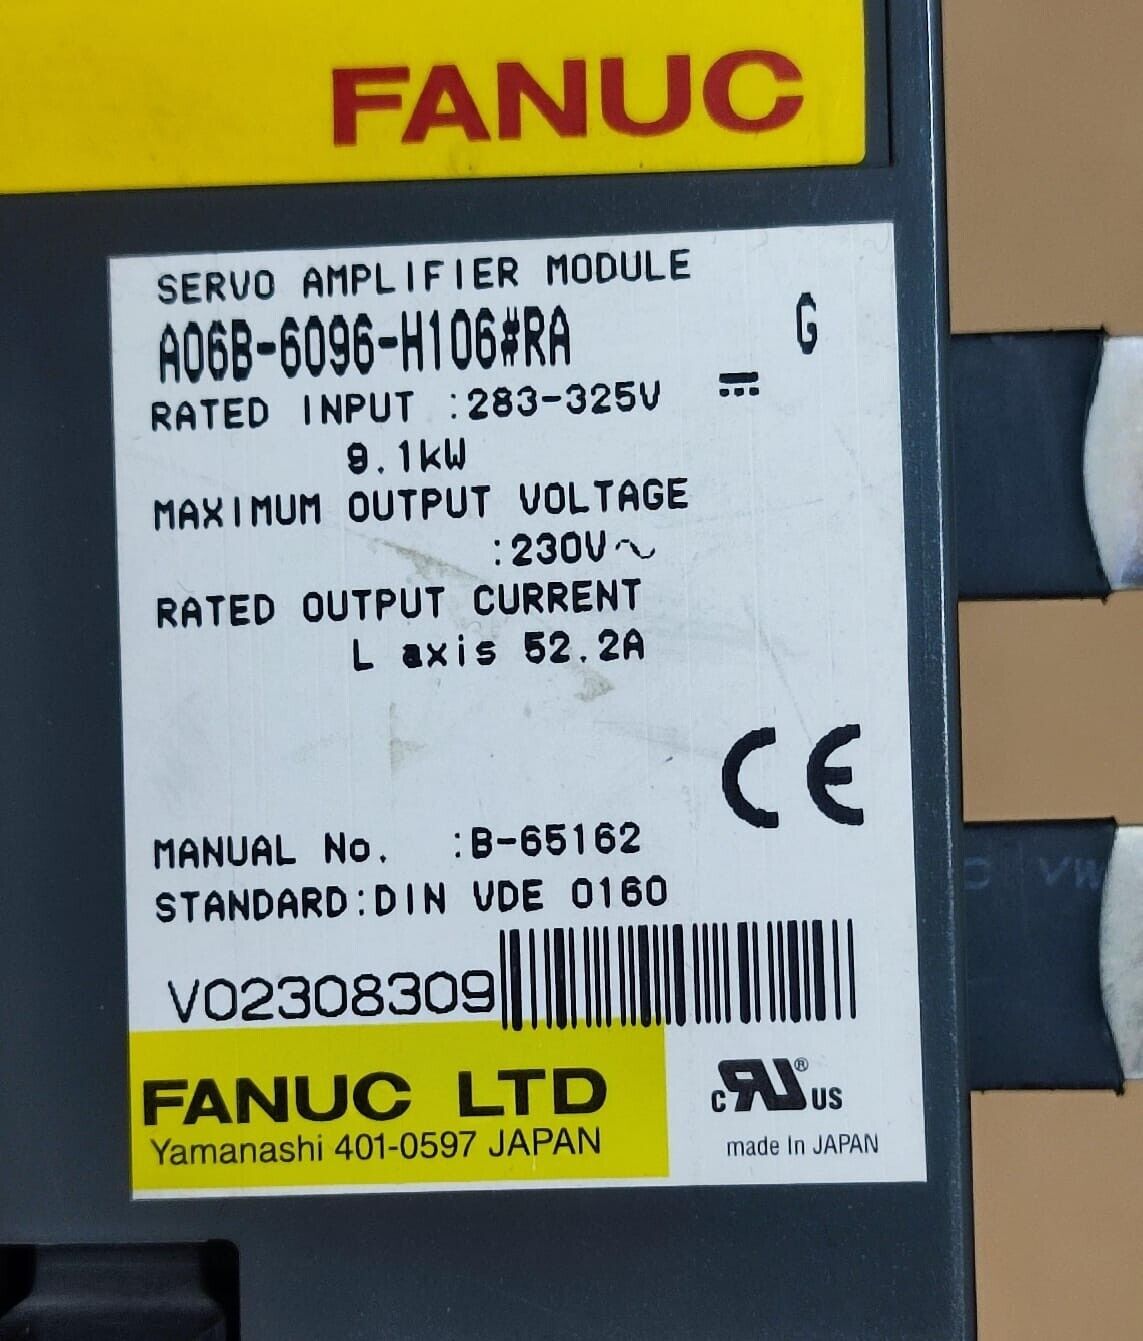 FANUC
SERVO AMPLIFIER MODULE
A06B-6096-H106#RA G
RATED INPUT :283-325V ⎓
9.1kW
MAXIMUM OUTPUT VOLTAGE
:230V∿
RATED OUTPUT CURRENT
L axis 52.2A
CE
MANUAL No. :B-65162
STANDARD:DIN VDE 0160
V02308309
FANUC LTD
Yamanashi 401-0597 JAPAN
c RU ® US
made In JAPAN